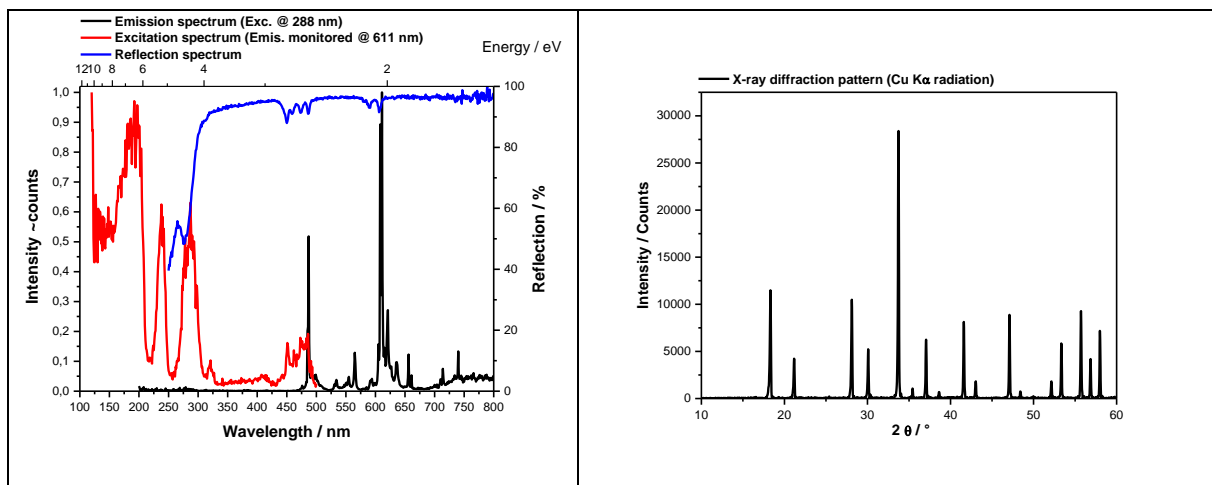 Emission spectrum (Exc. @ 288 nm)
Excitation spectrum (Emis. monitored @ 611 nm)
Reflection spectrum
Energy / eV
12 10 8 6 4 2
1,0
0,9
0,8
0,7
0,6
0,5
0,4
0,3
0,2
0,1
0,0
Intensity ~counts
100
80
60
40
20
0
Reflection / %
100 150 200 250 300 350 400 450 500 550 600 650 700 750 800
Wavelength / nm
X-ray diffraction pattern (Cu Kα radiation)
30000
25000
20000
15000
10000
5000
0
Intensity / Counts
10 20 30 40 50 60
2 θ / °